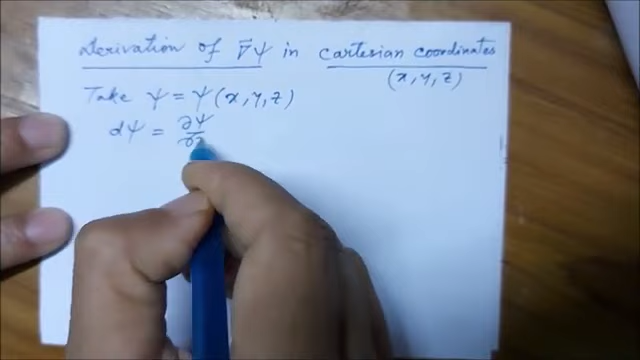 Derivation of ∇⃗Ψ in Cartesian coordinates
(x, y, z)
Take Ψ = Ψ(x, y, z)
dΨ = ∂Ψ/∂